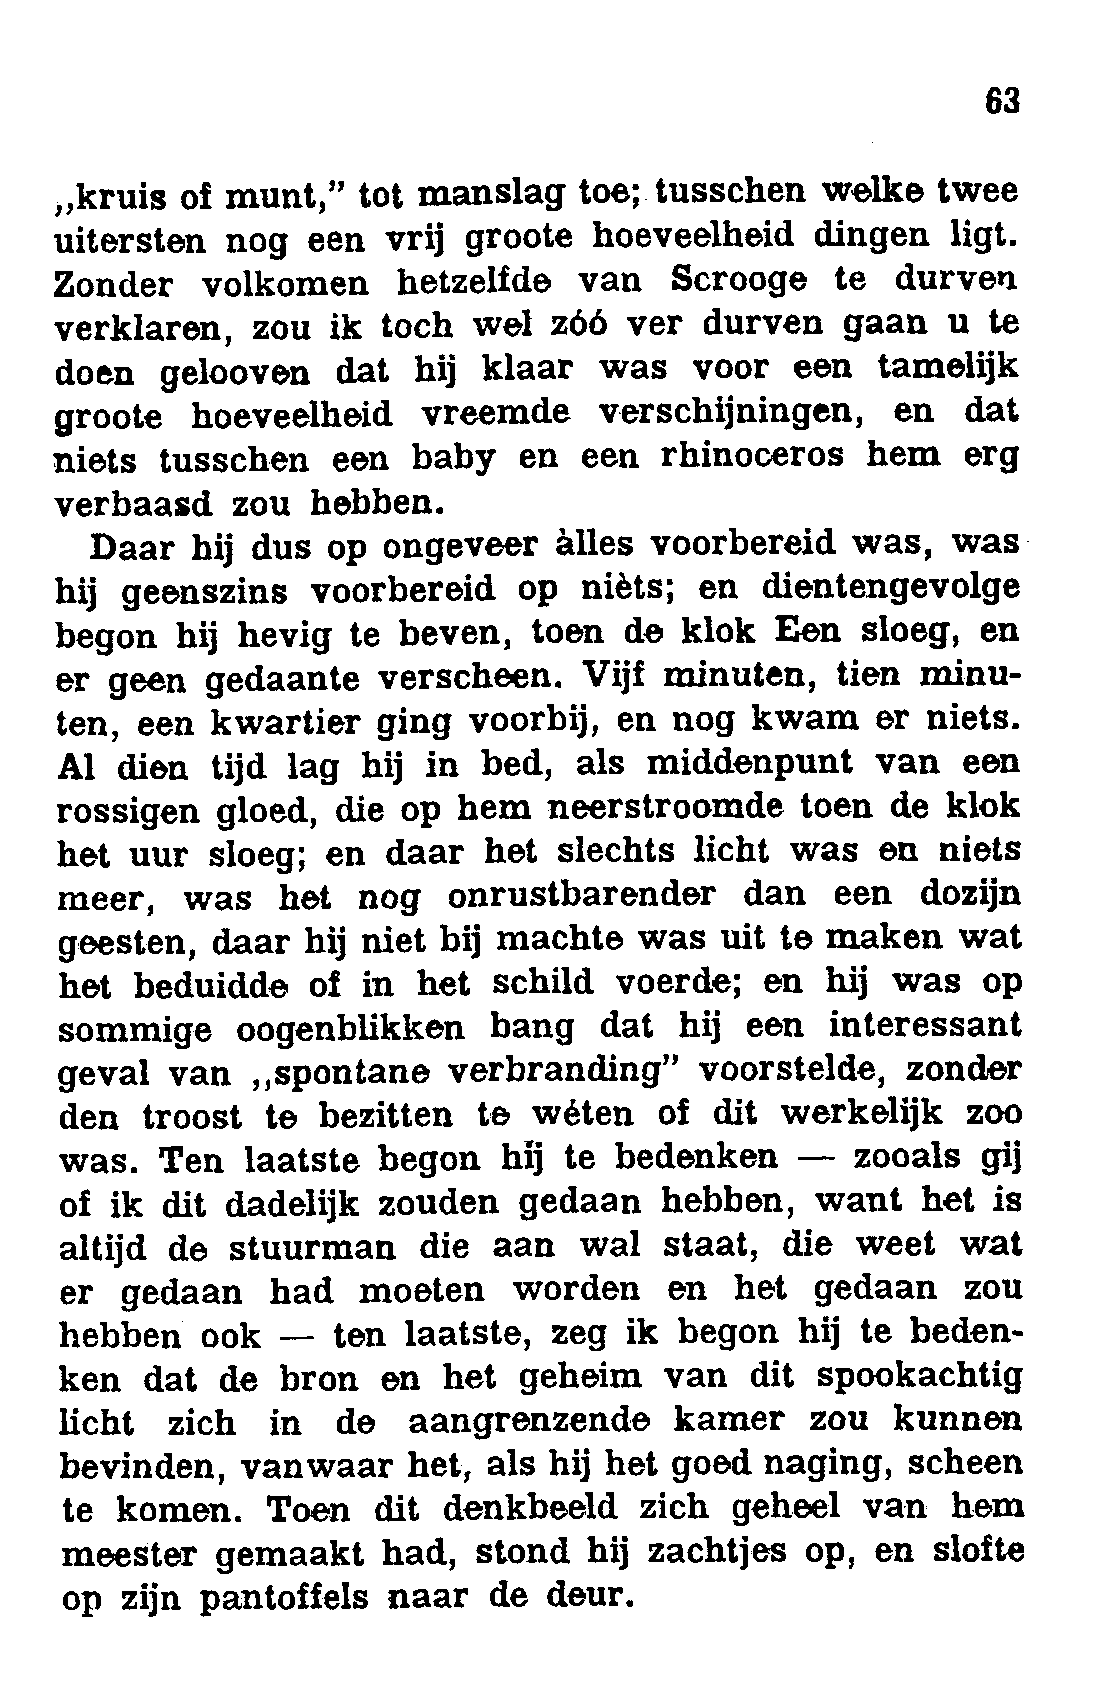 63
„kruis of munt,” tot manslag toe; tusschen welke twee
uitersten nog een vrij groote hoeveelheid dingen ligt.
Zonder volkomen hetzelfde van Scrooge te durven
verklaren, zou ik toch wel zóó ver durven gaan u te
doen gelooven dat hij klaar was voor een tamelijk
groote hoeveelheid vreemde verschijningen, en dat
niets tusschen een baby en een rhinoceros hem erg
verbaasd zou hebben.
Daar hij dus op ongeveer àlles voorbereid was, was
hij geenszins voorbereid op nièts; en dientengevolge
begon hij hevig te beven, toen de klok Een sloeg, en
er geen gedaante verscheen. Vijf minuten, tien minu-
ten, een kwartier ging voorbij, en nog kwam er niets.
Al dien tijd lag hij in bed, als middenpunt van een
rossigen gloed, die op hem neerstroomde toen de klok
het uur sloeg; en daar het slechts licht was en niets
meer, was het nog onrustbarender dan een dozijn
geesten, daar hij niet bij machte was uit te maken wat
het beduidde of in het schild voerde; en hij was op
sommige oogenblikken bang dat hij een interessant
geval van „spontane verbranding” voorstelde, zonder
den troost te bezitten te wéten of dit werkelijk zoo
was. Ten laatste begon hij te bedenken — zooals gij
of ik dit dadelijk zouden gedaan hebben, want het is
altijd de stuurman die aan wal staat, die weet wat
er gedaan had moeten worden en het gedaan zou
hebben ook — ten laatste, zeg ik begon hij te beden-
ken dat de bron en het geheim van dit spookachtig
licht zich in de aangrenzende kamer zou kunnen
bevinden, vanwaar het, als hij het goed naging, scheen
te komen. Toen dit denkbeeld zich geheel van hem
meester gemaakt had, stond hij zachtjes op, en slofte
op zijn pantoffels naar de deur.